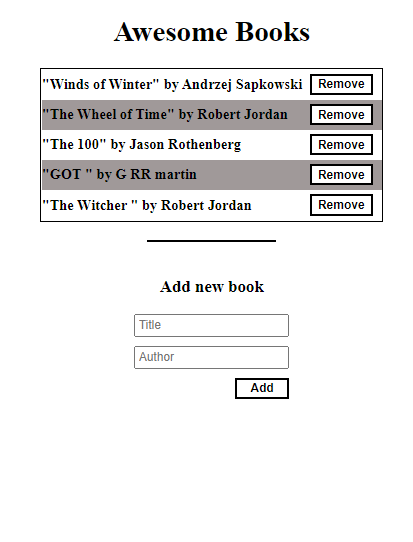 Awesome Books
"Winds of Winter" by Andrzej Sapkowski Remove
"The Wheel of Time" by Robert Jordan Remove
"The 100" by Jason Rothenberg Remove
"GOT " by G RR martin Remove
"The Witcher " by Robert Jordan Remove
Add new book
Title
Author
Add